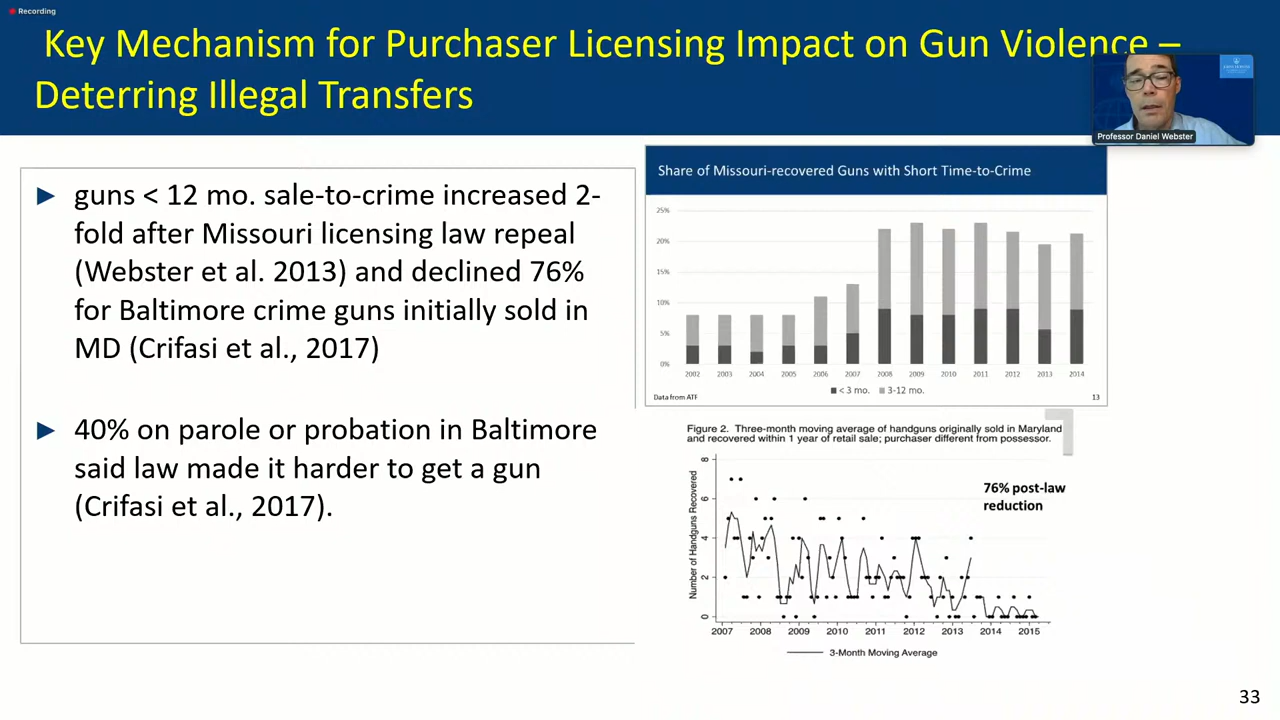 Recording
Key Mechanism for Purchaser Licensing Impact on Gun Violence –
Deterring Illegal Transfers
Professor Daniel Webster
► guns < 12 mo. sale-to-crime increased 2-
fold after Missouri licensing law repeal
(Webster et al. 2013) and declined 76%
for Baltimore crime guns initially sold in
MD (Crifasi et al., 2017)
► 40% on parole or probation in Baltimore
said law made it harder to get a gun
(Crifasi et al., 2017).
Share of Missouri-recovered Guns with Short Time-to-Crime
25%
20%
15%
10%
5%
0%
2002 2003 2004 2005 2006 2007 2008 2009 2010 2011 2012 2013 2014
< 3 mo. 3-12 mo.
Data from ATF
13
Figure 2. Three-month moving average of handguns originally sold in Maryland
and recovered within 1 year of retail sale; purchaser different from possessor.
76% post-law
reduction
Number of Handguns Recovered
8
6
4
2
0
2007 2008 2009 2010 2011 2012 2013 2014 2015
3-Month Moving Average
33